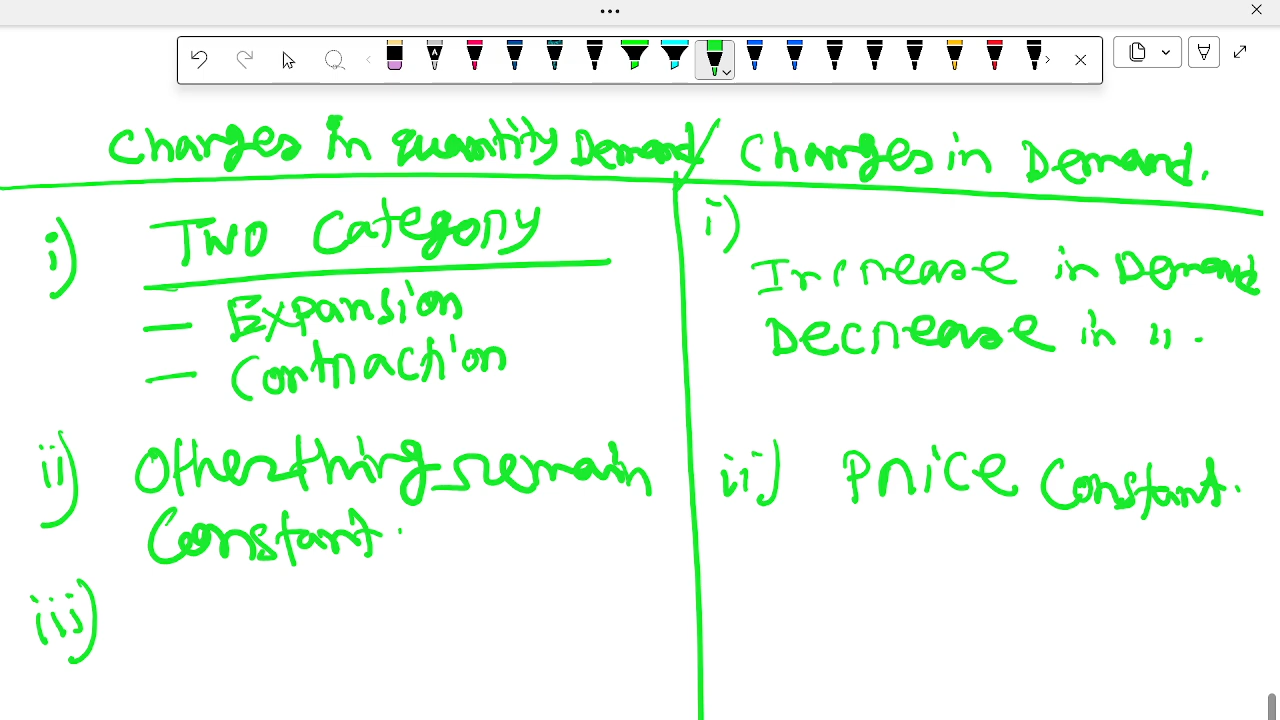 Changes in quantity Demand / Changes in Demand.
i) Two Category
- Expansion
- Contraction
i)
Increase in Demand
Decrease in 11 .
ii) Other thing remain
Constant.
ii) Price Constant.
iii)